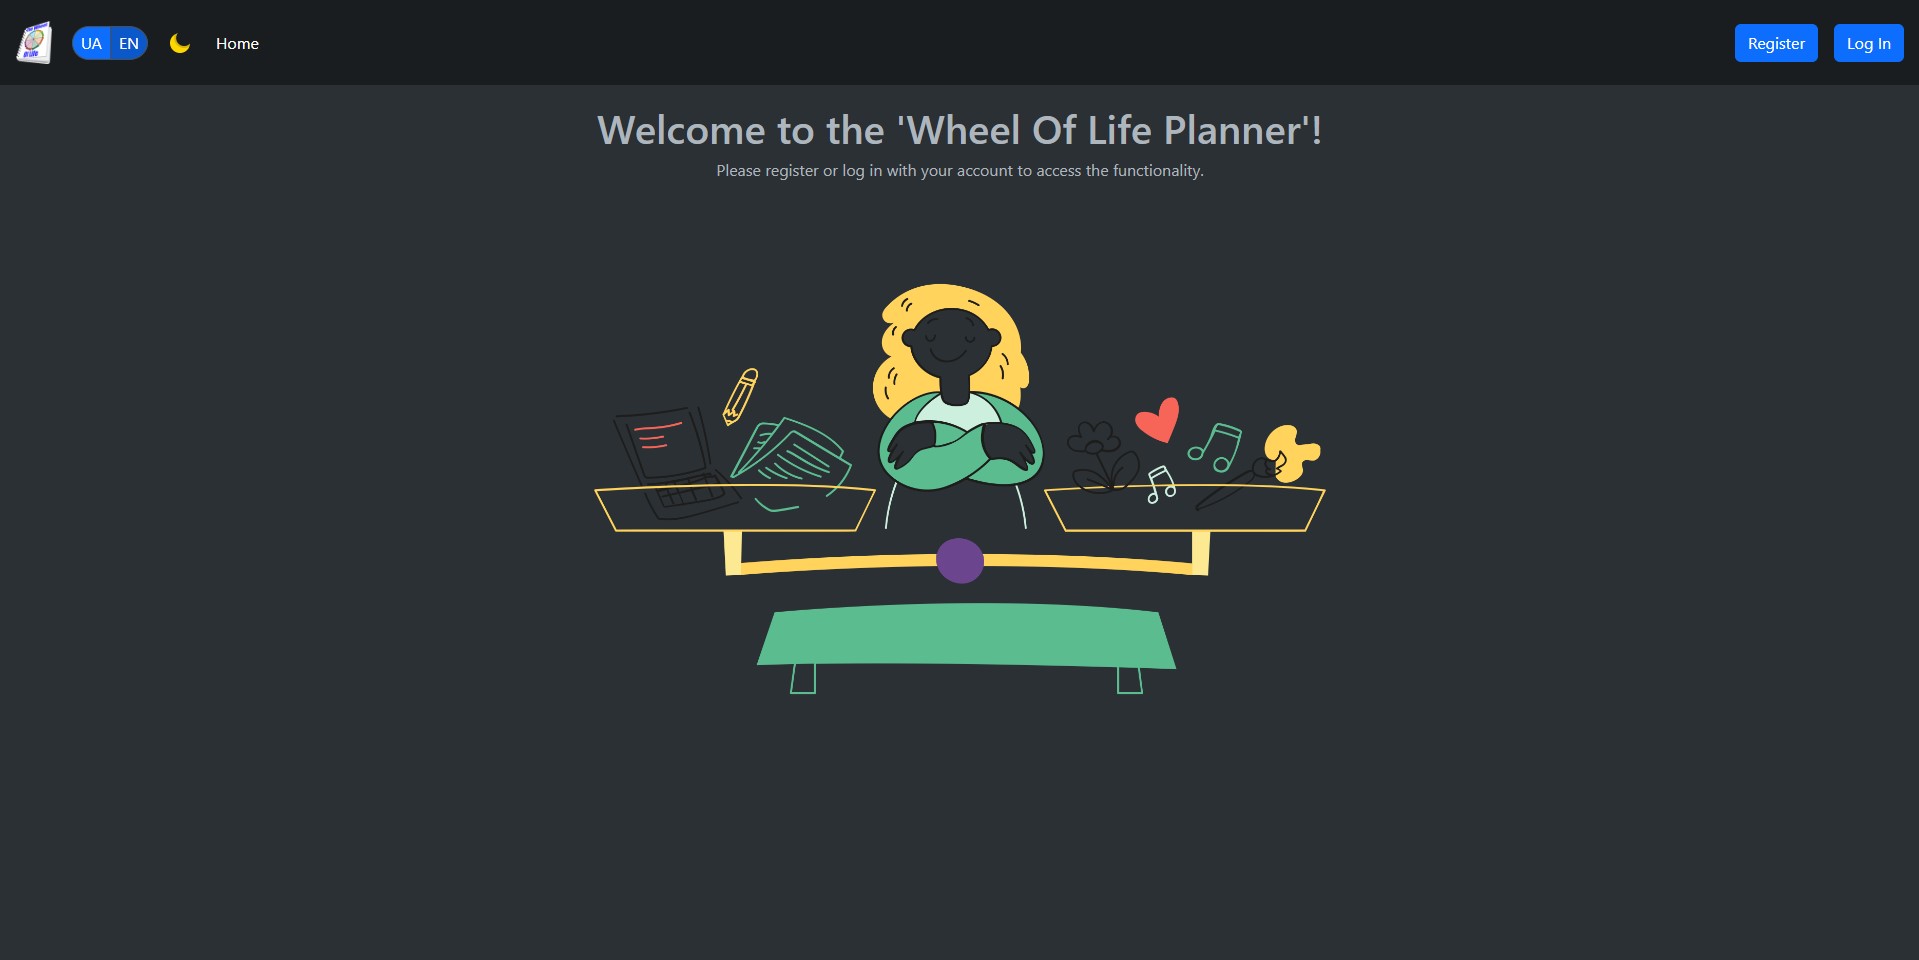 UA EN Home Register Log In
Welcome to the 'Wheel Of Life Planner'!
Please register or log in with your account to access the functionality.